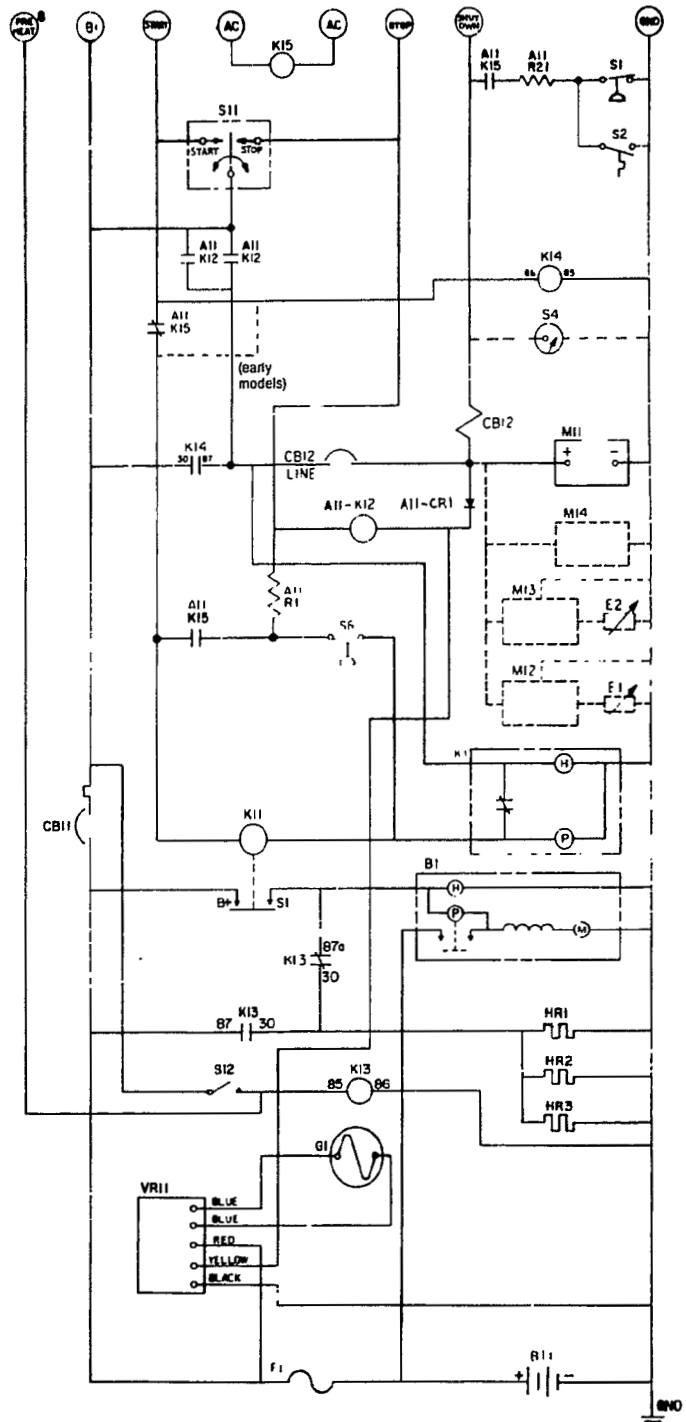 PRE HEAT 8
B+
START
AC
AC
STOP
SHUT DOWN
GND
K15
A11
K15
A11
R21
S1
S2
S11
START
STOP
A11
K12
A11
K12
K14
86
85
A11
K15
S4
(early
models)
CB12
K14
30
87
CB12
LINE
M11
+
-
A11-K12
A11-CR1
M14
A11
R1
M13
E2
A11
K15
S6
M12
E1
K1
H
CB11
K11
P
B1
B+
S1
H
P
M
K13
87a
30
K13
87
30
HR1
S12
K13
85
86
HR2
HR3
G1
VR11
BLUE
BLUE
RED
YELLOW
BLACK
F1
+
-
GND